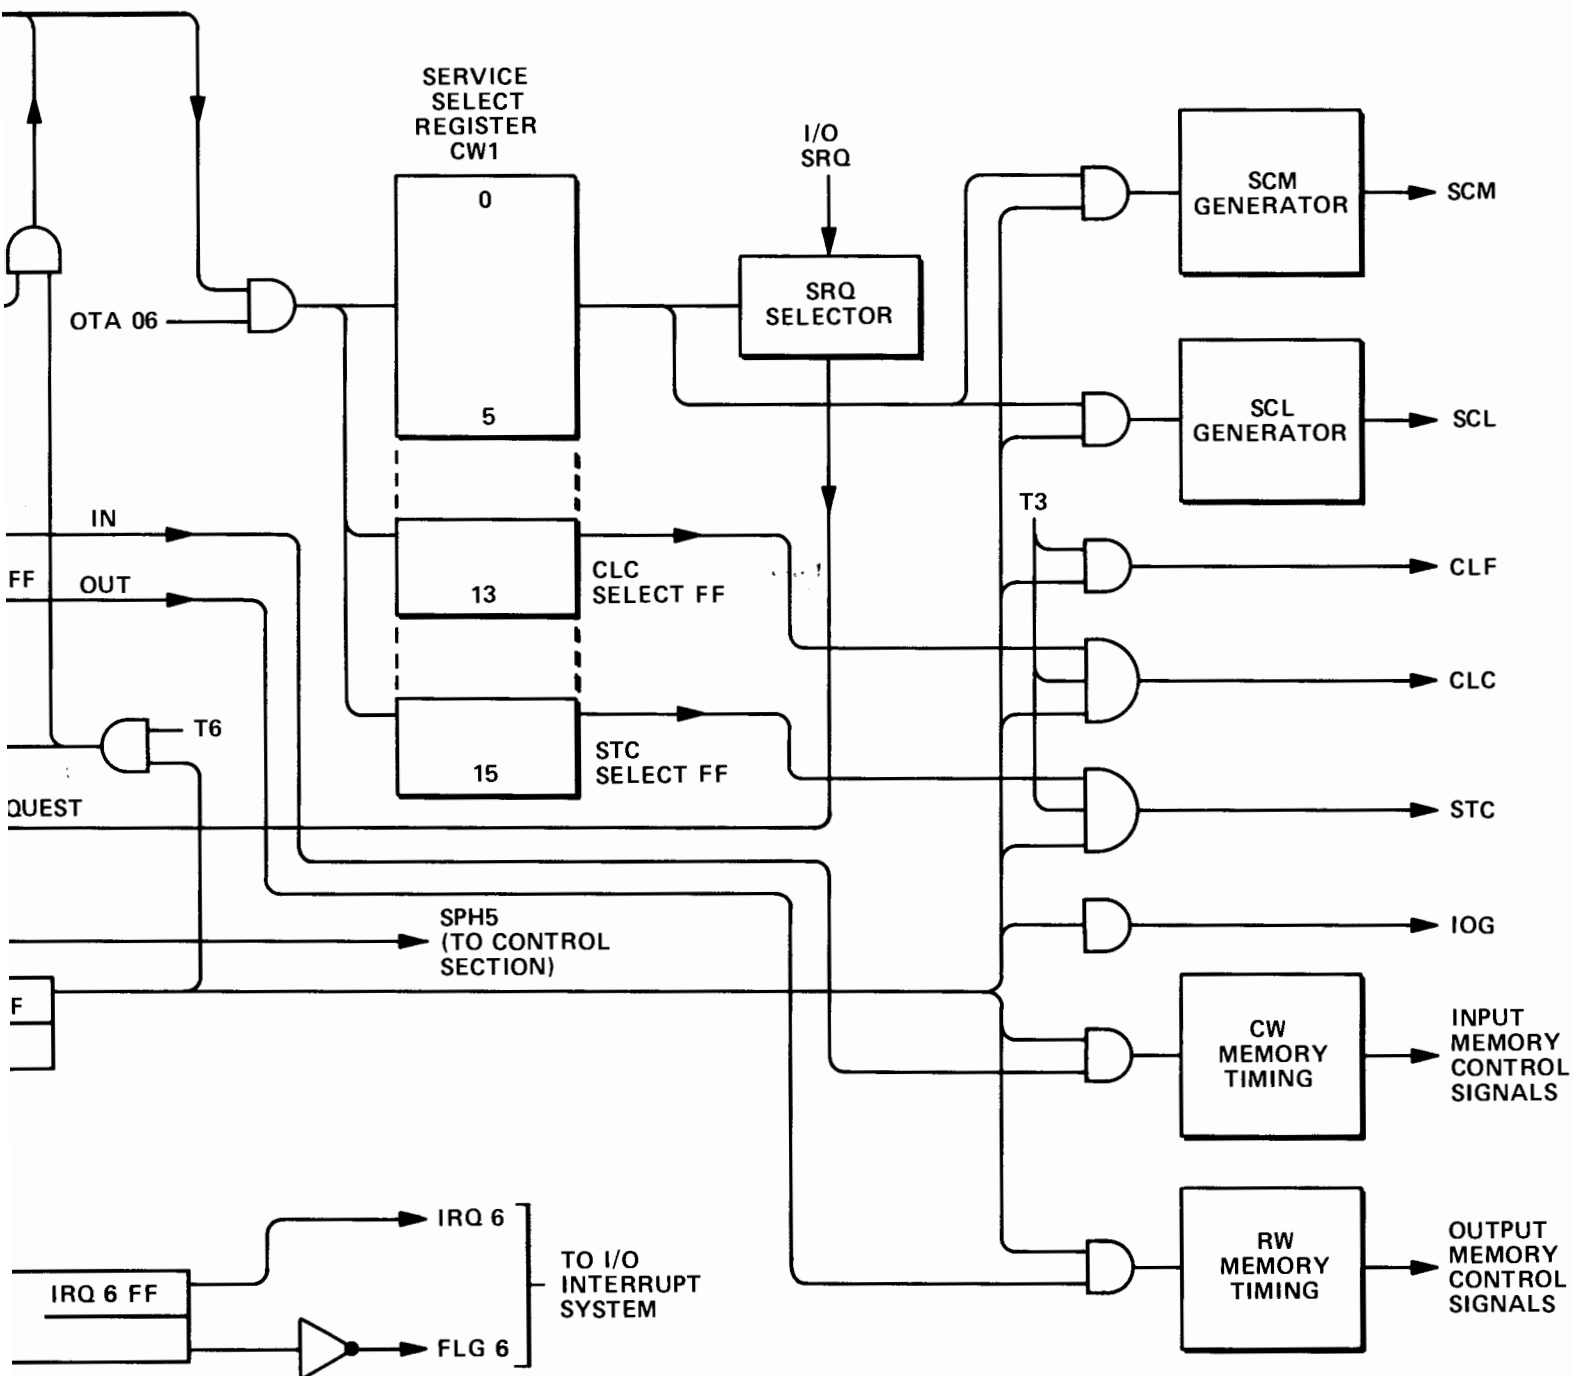 SERVICE
SELECT
REGISTER
CW1
0
5
OTA 06
I/O
SRQ
SRQ
SELECTOR
SCM
GENERATOR
SCM
SCL
GENERATOR
SCL
T3
IN
FF
OUT
13
CLC
SELECT FF
CLF
CLC
T6
15
STC
SELECT FF
STC
QUEST
SPH5
(TO CONTROL
SECTION)
IOG
F
CW
MEMORY
TIMING
INPUT
MEMORY
CONTROL
SIGNALS
RW
MEMORY
TIMING
OUTPUT
MEMORY
CONTROL
SIGNALS
IRQ 6 FF
IRQ 6
FLG 6
TO I/O
INTERRUPT
SYSTEM